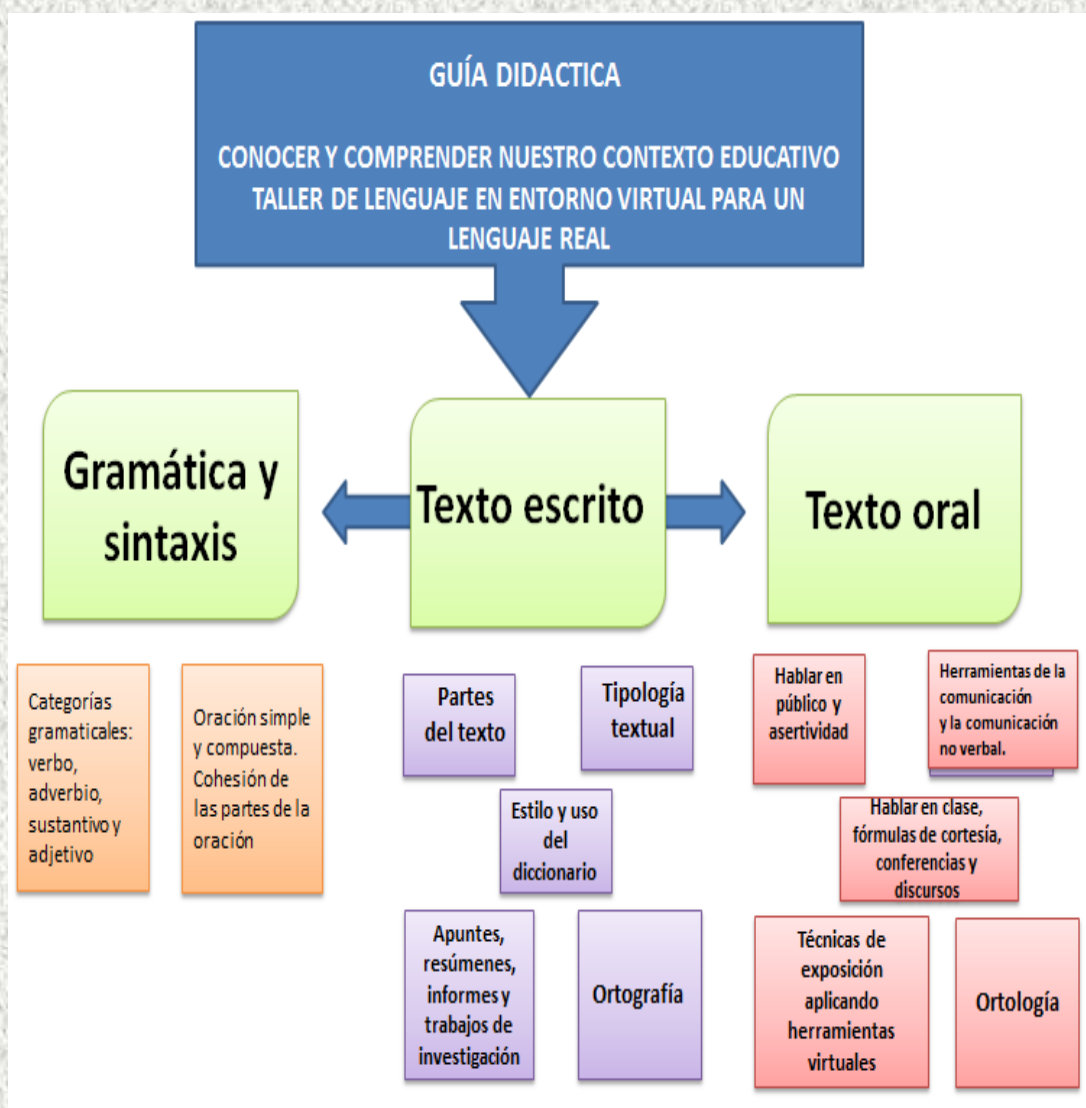 GUÍA DIDACTICA
CONOCER Y COMPRENDER NUESTRO CONTEXTO EDUCATIVO
TALLER DE LENGUAJE EN ENTORNO VIRTUAL PARA UN
LENGUAJE REAL
Gramática y
sintaxis
Texto escrito
Texto oral
Categorías
gramaticales:
verbo,
adverbio,
sustantivo y
adjetivo
Oración simple
y compuesta.
Cohesión de
las partes de la
oración
Partes
del texto
Tipología
textual
Estilo y uso
del
diccionario
Apuntes,
resúmenes,
informes y
trabajos de
investigación
Ortografía
Hablar en
público y
asertividad
Herramientas de la
comunicación
y la comunicación
no verbal.
Hablar en clase,
fórmulas de cortesía,
conferencias y
discursos
Técnicas de
exposición
aplicando
herramientas
virtuales
Ortología